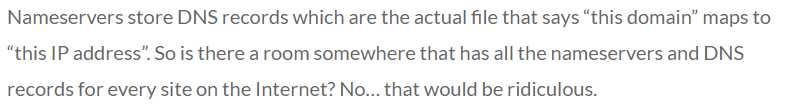 Nameservers store DNS records which are the actual file that says “this domain” maps to
“this IP address”. So is there a room somewhere that has all the nameservers and DNS
records for every site on the Internet? No… that would be ridiculous.